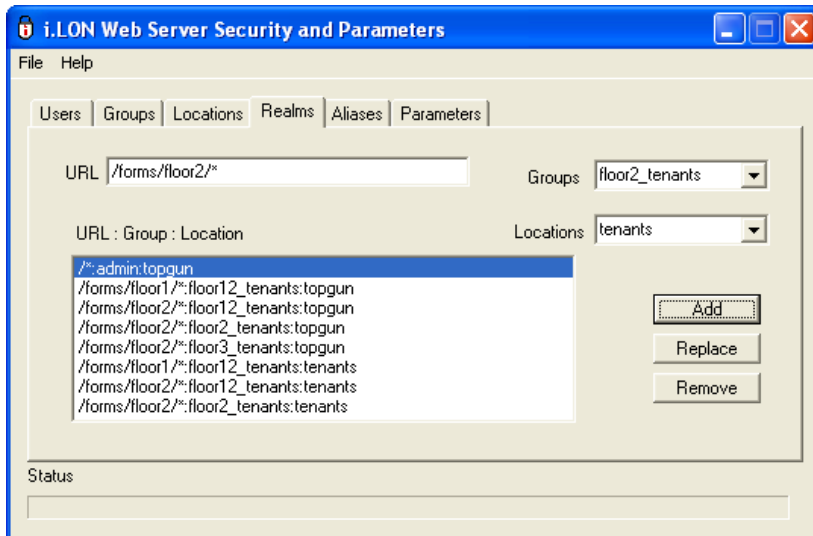 i.LON Web Server Security and Parameters
File Help
Users Groups Locations Realms Aliases Parameters
URL /forms/floor2/* Groups floor2_tenants
URL : Group : Location Locations tenants
/*:admin:topgun
/forms/floor1/*:floor12_tenants:topgun
/forms/floor2/*:floor12_tenants:topgun
/forms/floor2/*:floor2_tenants:topgun
/forms/floor2/*:floor3_tenants:topgun
/forms/floor1/*:floor12_tenants:tenants
/forms/floor2/*:floor12_tenants:tenants
/forms/floor2/*:floor2_tenants:tenants
Add
Replace
Remove
Status